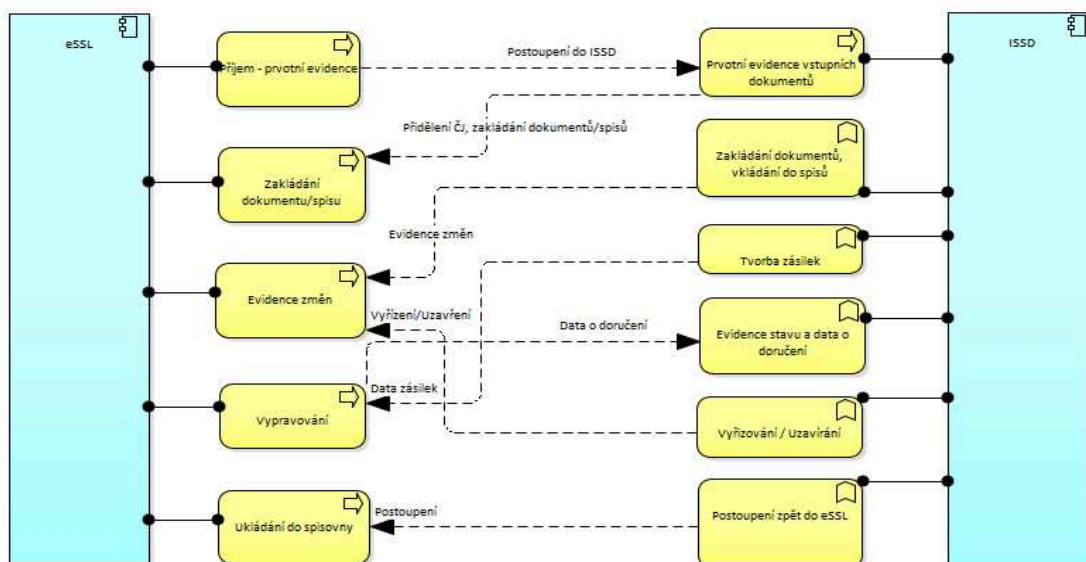 eSSL
ISSD
Příjem - prvotní evidence
Postoupení do ISSD
Prvotní evidence vstupních
dokumentů
Přidělení ČJ, zakládání dokumentů/spisů
Zakládání
dokumentu/spisu
Zakládání dokumentů,
vkládání do spisů
Evidence změn
Tvorba zásilek
Evidence změn
Vyřízení/Uzavření
Data o doručení
Evidence stavu a data o
doručení
Data zásilek
Vypravování
Vyřizování / Uzavírání
Ukládání do spisovny
Postoupení
Postoupení zpět do eSSL